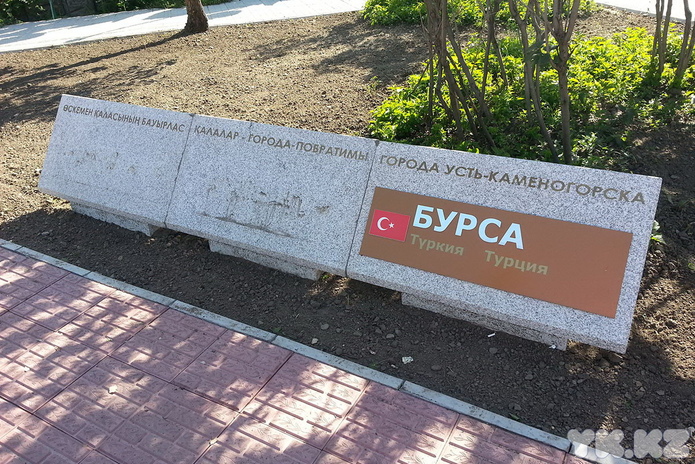 ӨСКЕМЕН ҚАЛАСЫНЫҢ БАУЫРЛАС ҚАЛАЛАР - ГОРОДА-ПОБРАТИМЫ ГОРОДА УСТЬ-КАМЕНОГОРСКА
БУРСА
Түркия Турция
YK.KZ